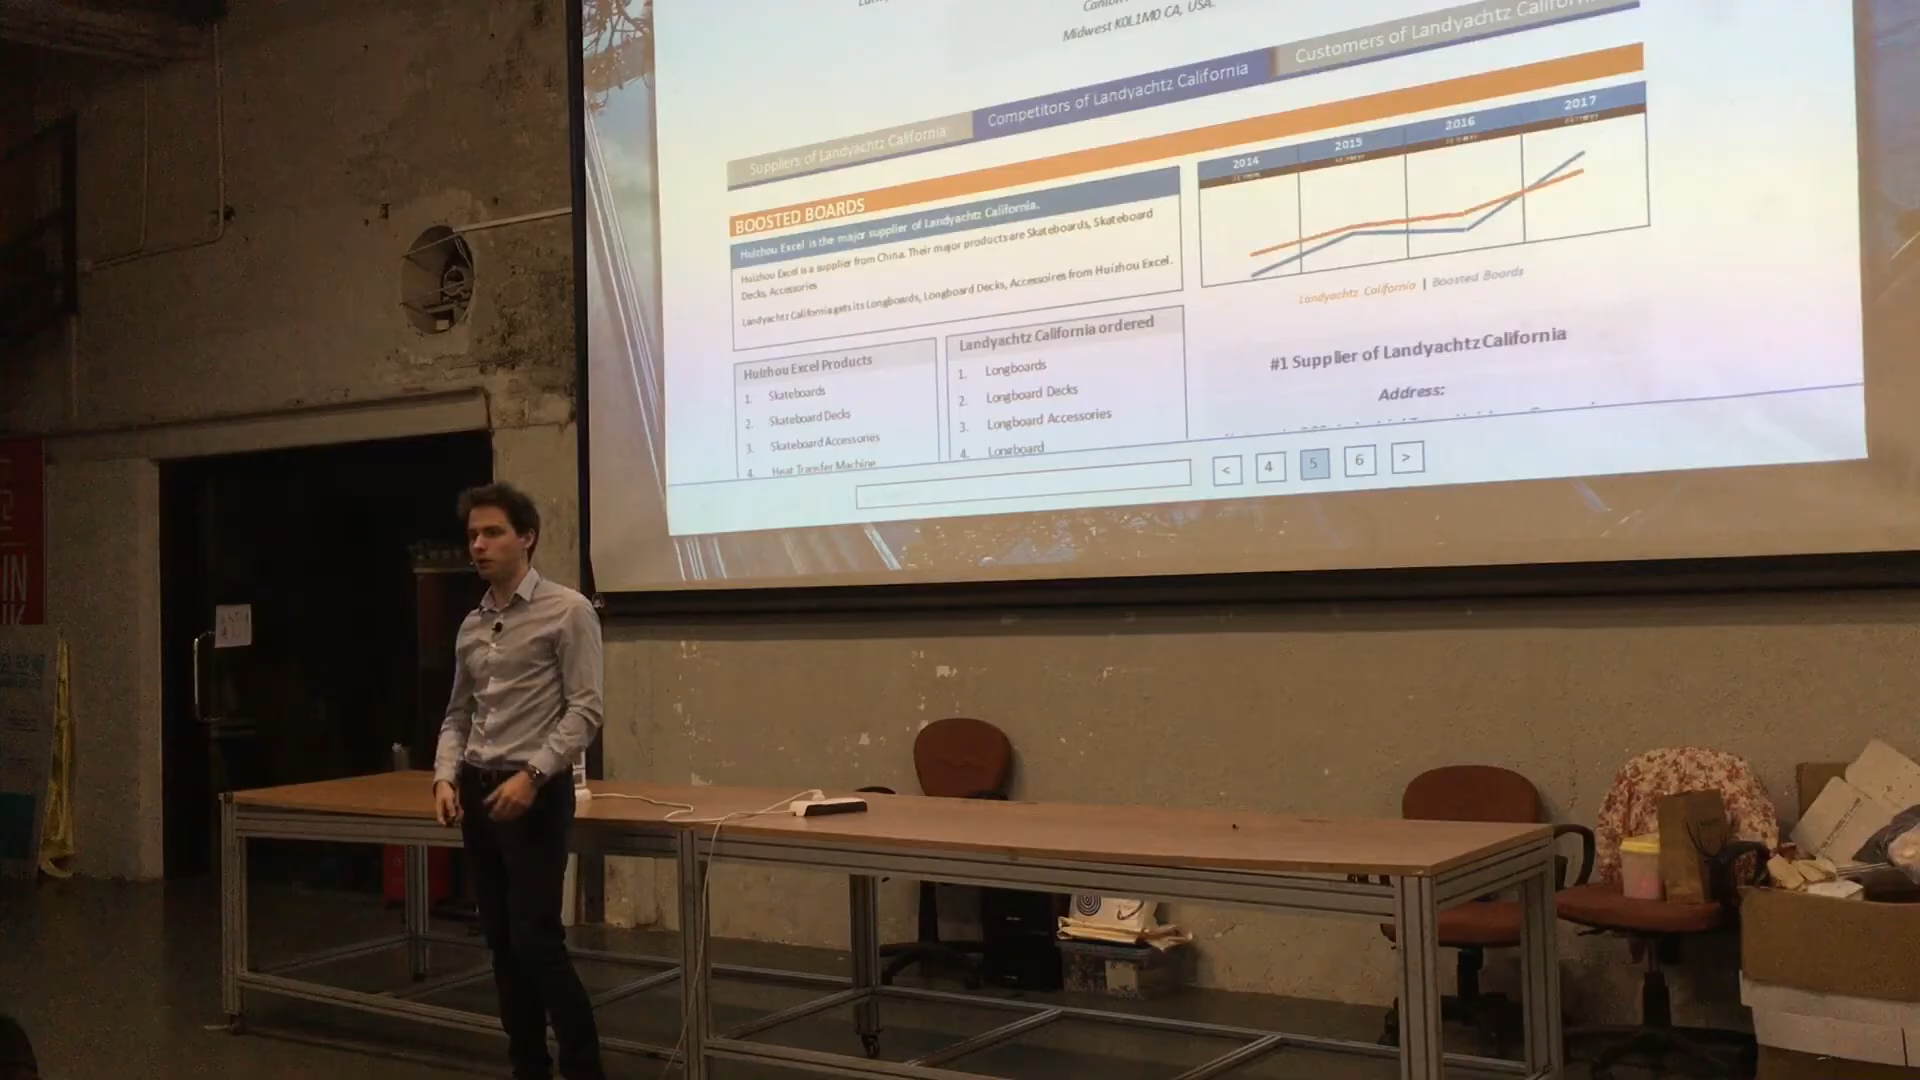 Midwest K0L1M0 CA, USA.
Suppliers of Landyachtz California
Competitors of Landyachtz California
Customers of Landyachtz California
BOOSTED BOARDS
Huizhou Excel is the major supplier of Landyachtz California.
Huizhou Excel is a supplier from China. Their major products are Skateboards, Skateboard
Decks, Accessories
Landyachtz California gets its Longboards, Longboard Decks, Accessoires from Huizhou Excel.
Huizhou Excel Products
1. Skateboards
2. Skateboard Decks
3. Skateboard Accessories
4. Heat Transfer Machine
Landyachtz California ordered
1. Longboards
2. Longboard Decks
3. Longboard Accessories
4. Longboard
2014
2015
2016
2017
Landyachtz California | Boosted Boards
#1 Supplier of Landyachtz California
Address:
< 4 5 6 >
IN